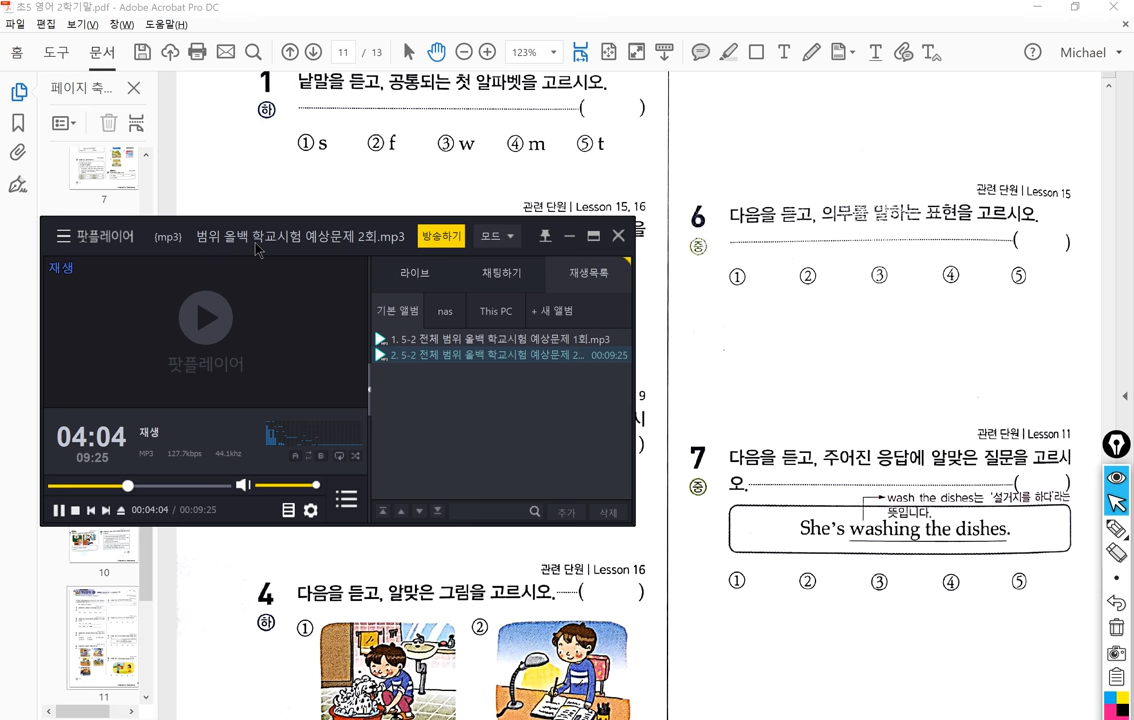 초5 영어 2학기말.pdf - Adobe Acrobat Pro DC
파일 편집 보기(V) 창(W) 도움말(H)
홈 도구 문서 11 / 13 123% Michael
페이지 축...
7
10
11
1 낱말을 듣고, 공통되는 첫 알파벳을 고르시오.
하 ( )
① s ② f ③ w ④ m ⑤ t
관련 단원 | Lesson 15, 16
을
9
시
)
관련 단원 | Lesson 16
4 다음을 듣고, 알맞은 그림을 고르시오. ( )
하 ① ②
관련 단원 | Lesson 15
6 다음을 듣고, 의무를 말하는 표현을 고르시오.
중 ( )
① ② ③ ④ ⑤
관련 단원 | Lesson 11
7 다음을 듣고, 주어진 응답에 알맞은 질문을 고르시
중 오. ( )
wash the dishes는 '설거지를 하다'라는
뜻입니다.
She's washing the dishes.
① ② ③ ④ ⑤
팟플레이어 (mp3) 범위 올백 학교시험 예상문제 2회.mp3 방송하기 모드
재생
팟플레이어
라이브 채팅하기 재생목록
기본 앨범 nas This PC + 새 앨범
1. 5-2 전체 범위 올백 학교시험 예상문제 1회.mp3
2. 5-2 전체 범위 올백 학교시험 예상문제 2... 00:09:25
04:04 재생
09:25 MP3 127.7kbps 44.1khz
A B
00:04:04 / 00:09:25
추가 삭제